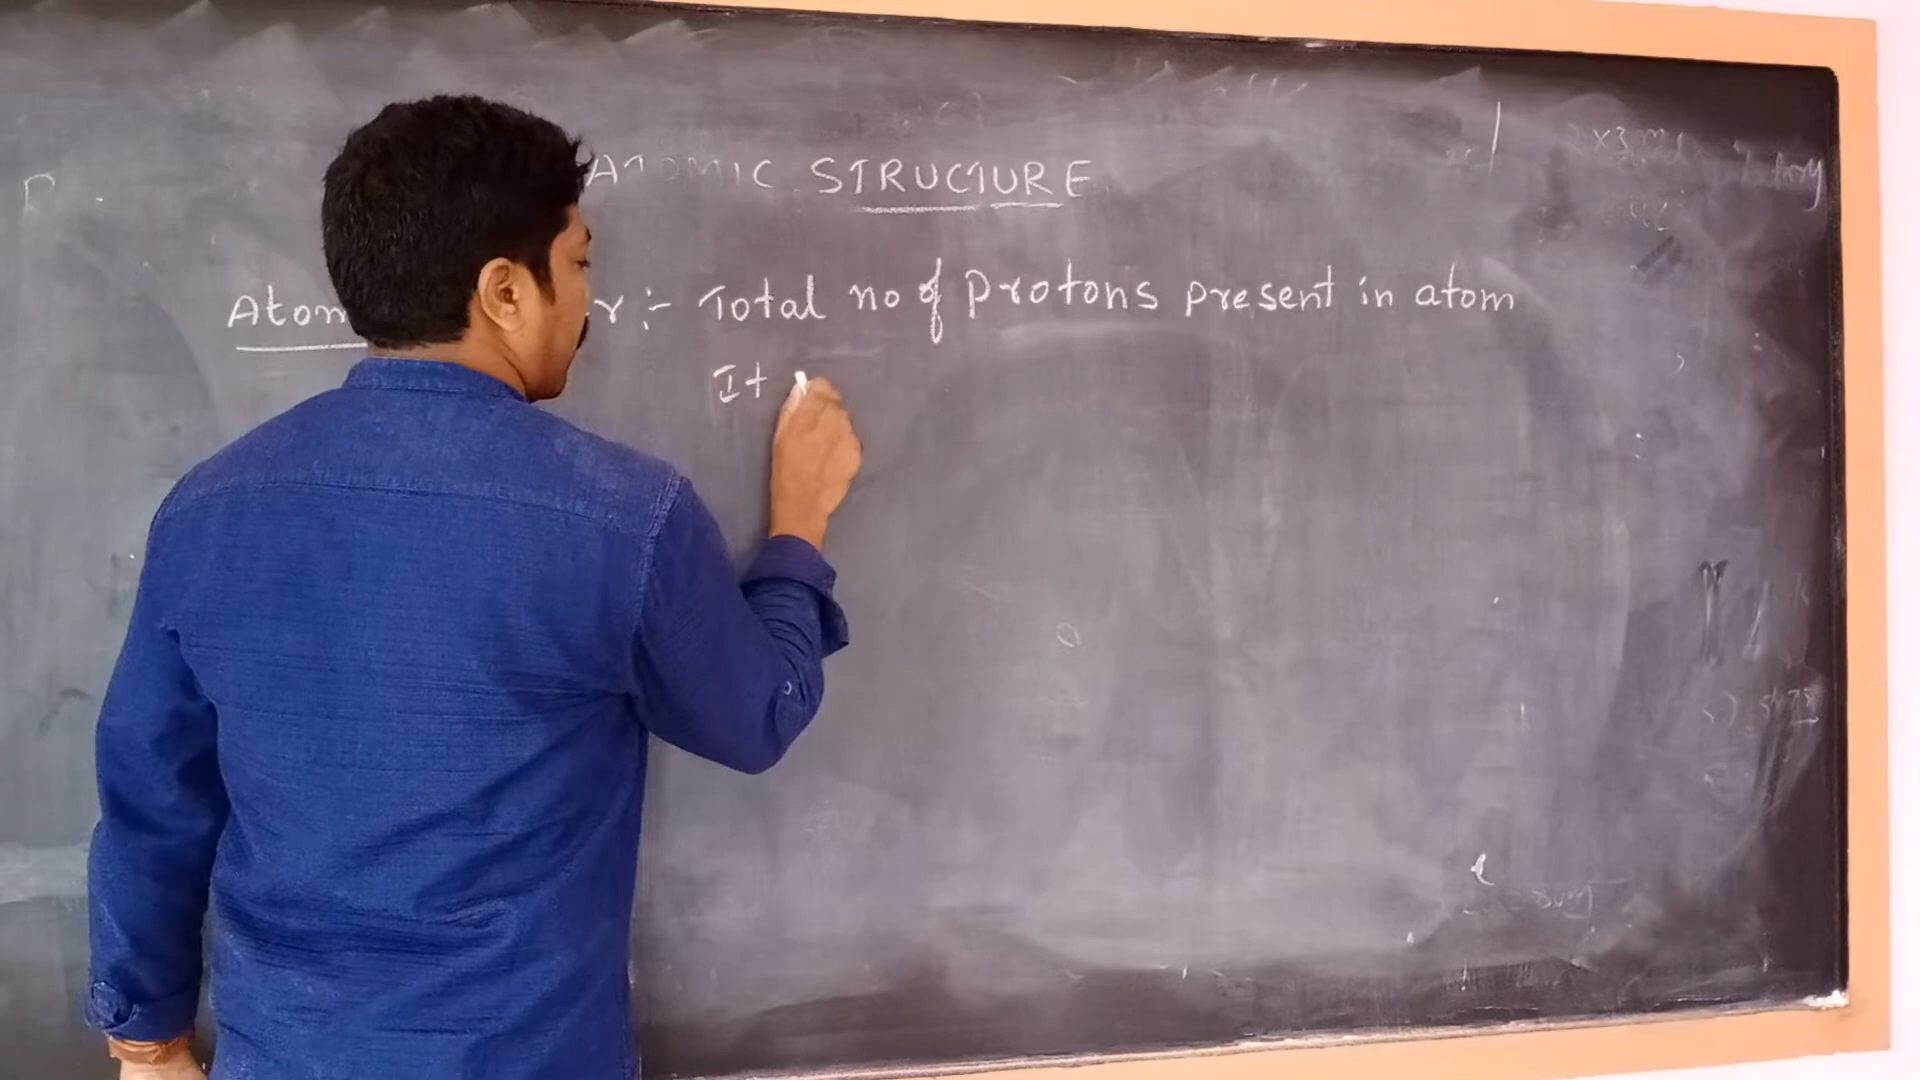 ATOMIC STRUCTURE
Atom r :- Total no of protons present in atom
It